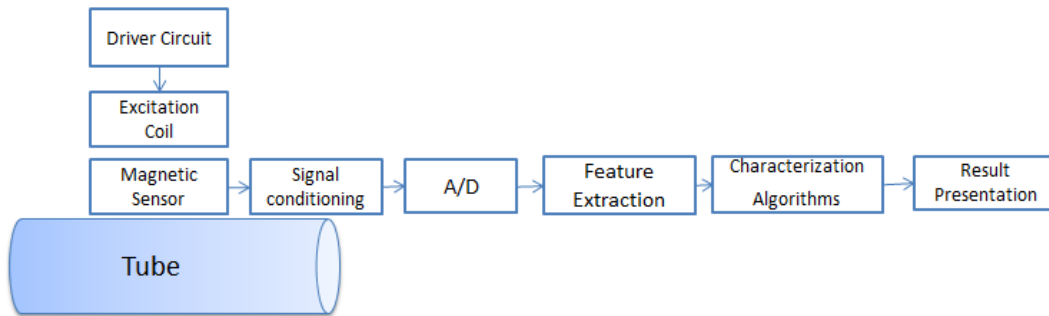 Driver Circuit
Excitation
Coil
Magnetic
Sensor
Signal
conditioning
A/D
Feature
Extraction
Characterization
Algorithms
Result
Presentation
Tube